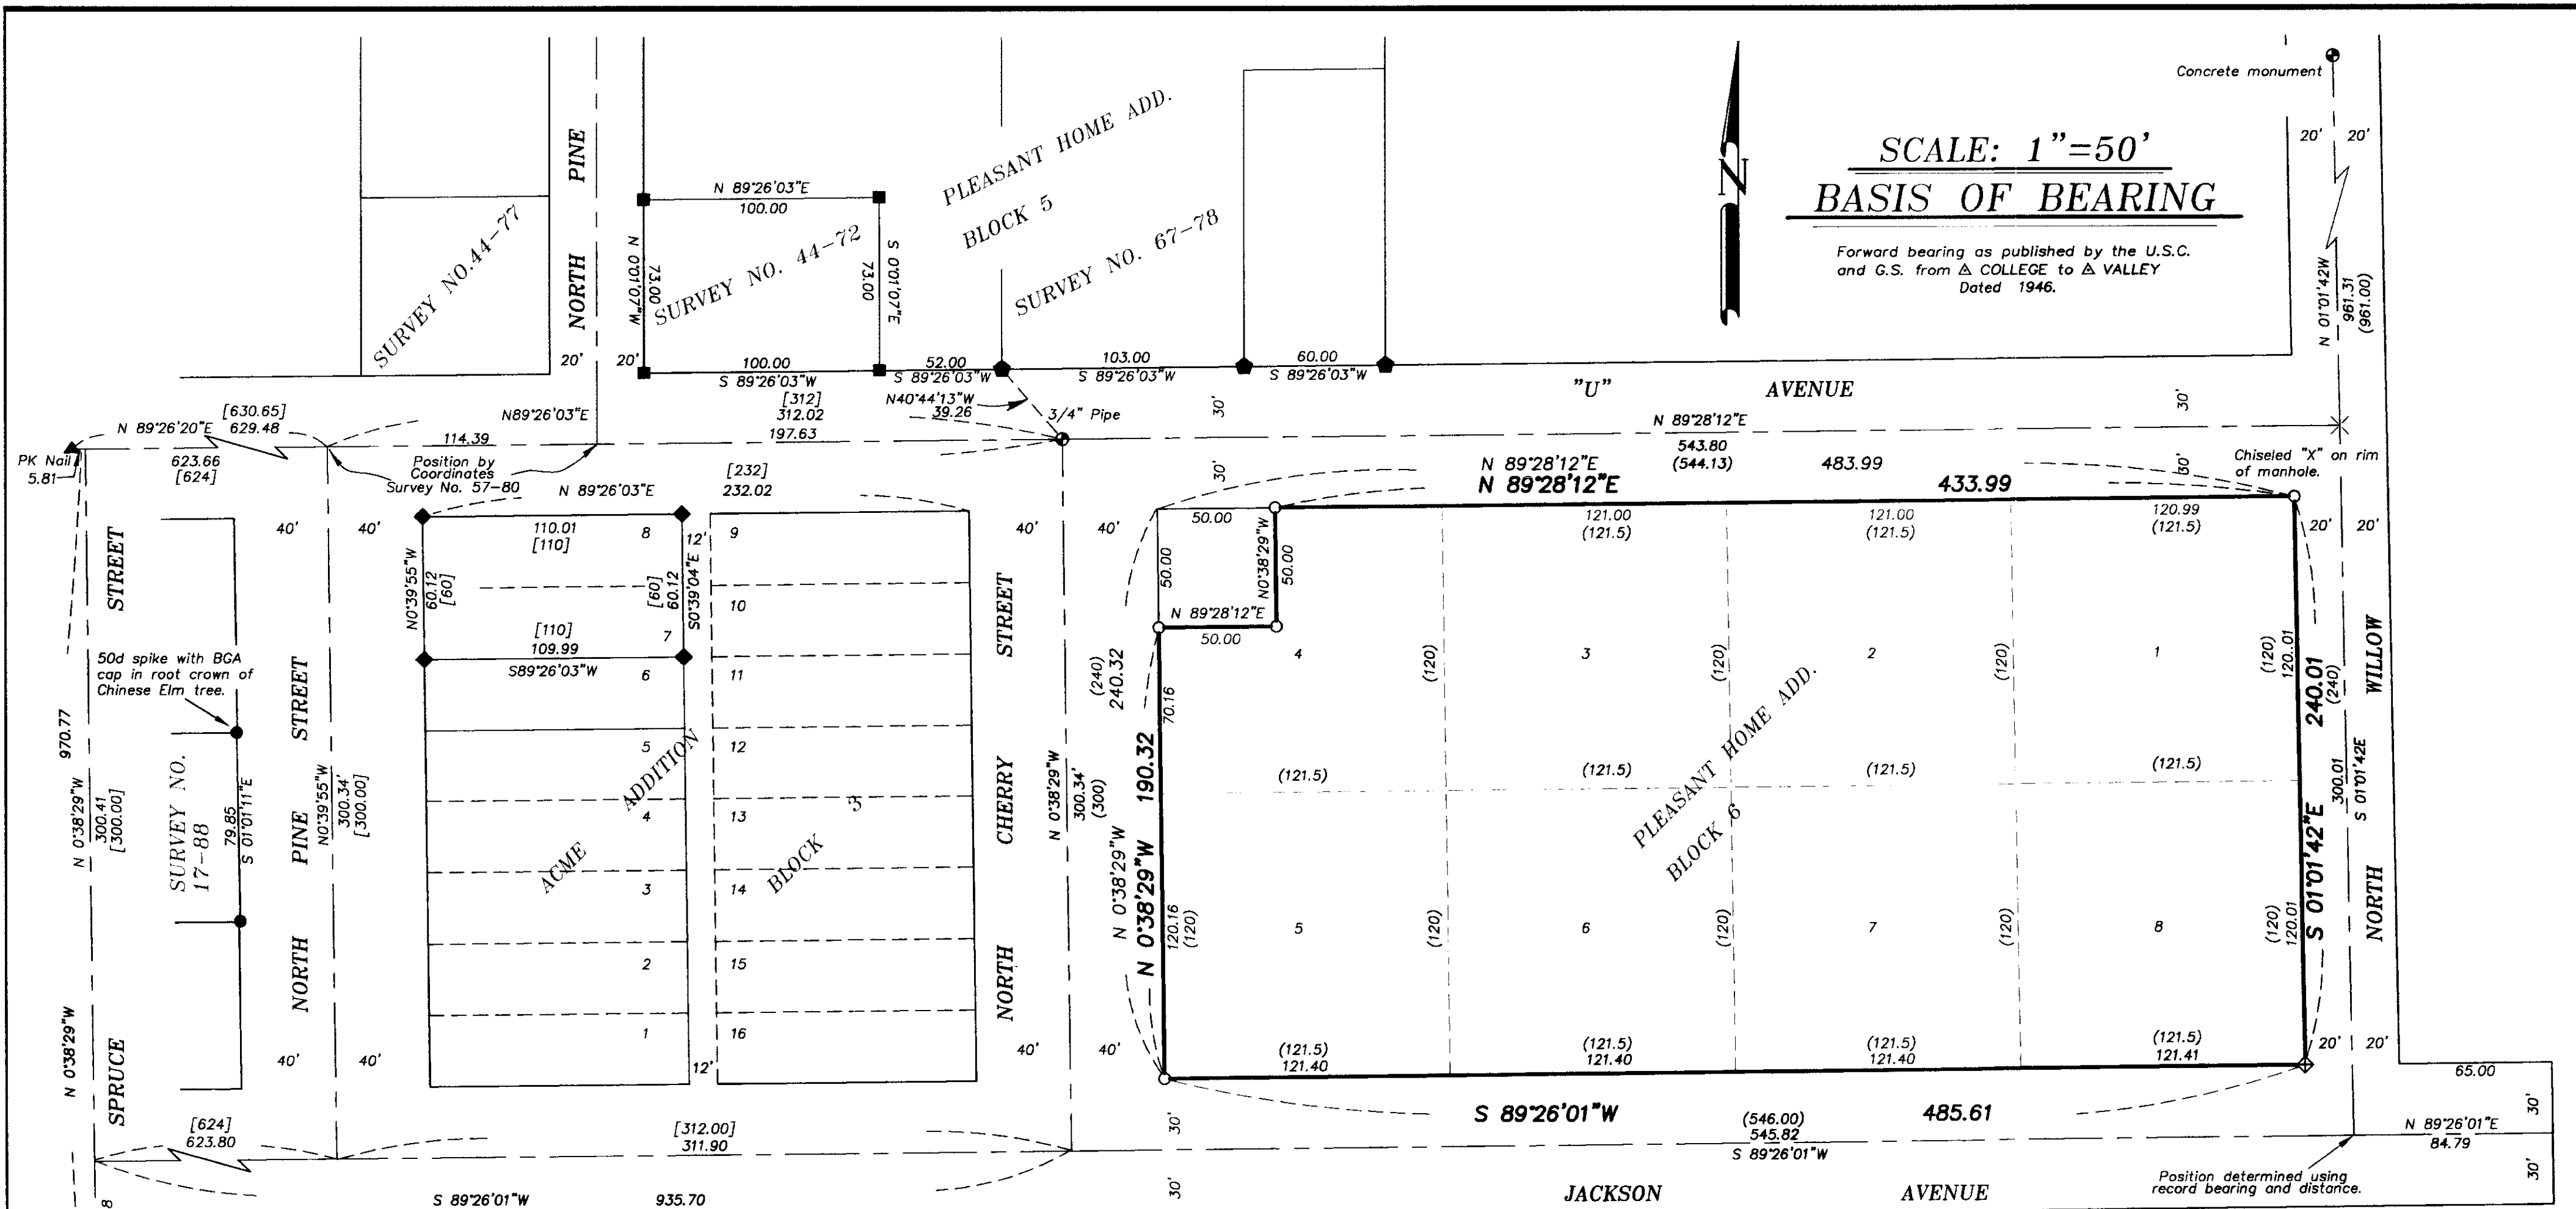 Concrete monument
SCALE: 1"=50'
BASIS OF BEARING
Forward bearing as published by the U.S.C.
and G.S. from △ COLLEGE to △ VALLEY
Dated 1946.
N
20' 20'
N 01°01'42W
961.31
(961.00)
SURVEY NO.44-77
NORTH PINE
20' 20'
N 89°26'03"E
100.00
N 0°01'07"W
73.00
SURVEY NO. 44-72
S 0°01'07"E
73.00
100.00
S 89°26'03"W
PLEASANT HOME ADD.
BLOCK 5
SURVEY NO. 67-78
52.00
S 89°26'03"W
103.00
S 89°26'03"W
60.00
S 89°26'03"W
"U" AVENUE
[630.65]
N 89°26'20"E 629.48
PK Nail
5.81
623.66
[624]
N89°26'03"E
114.39
[312]
312.02
197.63
N40°44'13"W
39.26
3/4" Pipe
30'
30'
30'
30'
N 89°28'12"E
543.80
(544.13)
Position by
Coordinates
Survey No. 57-80
N 89°26'03"E
[232]
232.02
N 89°28'12"E 483.99
N 89°28'12"E 433.99
Chiseled "X" on rim
of manhole.
STREET
SPRUCE
970.77
N 0°38'29"W
N 0°38'29"W
300.41
[300.00]
8
50d spike with BGA
cap in root crown of
Chinese Elm tree.
SURVEY NO.
17-88
79.85
S 01°01'11"E
40' 40'
STREET
PINE
NORTH
N0°39'55"W
300.34'
[300.00]
40' 40'
110.01
[110]
N0°39'55"W
60.12
[60]
[60]
60.12
S0°39'04"E
[110]
109.99
S89°26'03"W
12'
8 9
10
7
6 11
5 12
4 13
3 14
2 15
1 16
12'
ACME ADDITION
BLOCK 3
40' 40'
STREET
CHERRY
NORTH
N 0°38'29"W
300.34'
(300)
40' 40'
(240)
240.32
N 0°38'29"W
N 0°38'29"W 190.32
50.00
50.00
N0°38'29"W
50.00
N 89°28'12"E
50.00
70.16
120.16
(120)
121.00
(121.5)
121.00
(121.5)
120.99
(121.5)
4 3 2 1
(120) (120) (120) (120)
120.01
(121.5) (121.5) (121.5) (121.5)
PLEASANT HOME ADD.
BLOCK 6
5 6 7 8
(120) (120) (120) (120)
120.01
(121.5) (121.5) (121.5) (121.5)
121.40 121.40 121.40 121.41
20' 20'
S 01°01'42"E 240.01
(240)
300.01
S 01°01'42E
WILLOW
NORTH
20' 20'
65.00
30'
30'
N 89°26'01"E
84.79
S 89°26'01"W 485.61
(546.00)
545.82
S 89°26'01"W
30'
30'
[624]
623.80
[312.00]
311.90
S 89°26'01"W 935.70
JACKSON AVENUE
Position determined using
record bearing and distance.